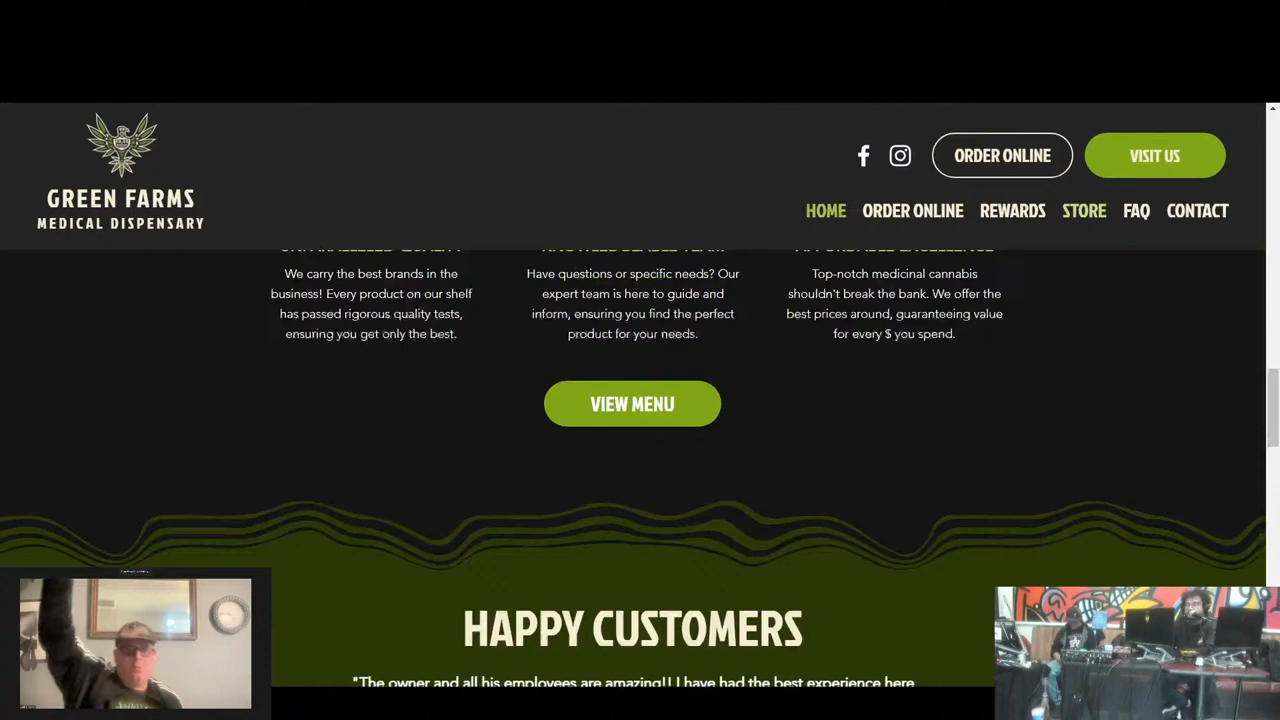 ORDER ONLINE
VISIT US
GREEN FARMS
MEDICAL DISPENSARY
HOME ORDER ONLINE REWARDS STORE FAQ CONTACT
We carry the best brands in the
business! Every product on our shelf
has passed rigorous quality tests,
ensuring you get only the best.
Have questions or specific needs? Our
expert team is here to guide and
inform, ensuring you find the perfect
product for your needs.
Top-notch medicinal cannabis
shouldn't break the bank. We offer the
best prices around, guaranteeing value
for every $ you spend.
VIEW MENU
HAPPY CUSTOMERS
"The owner and all his employees are amazing!! I have had the best experience here